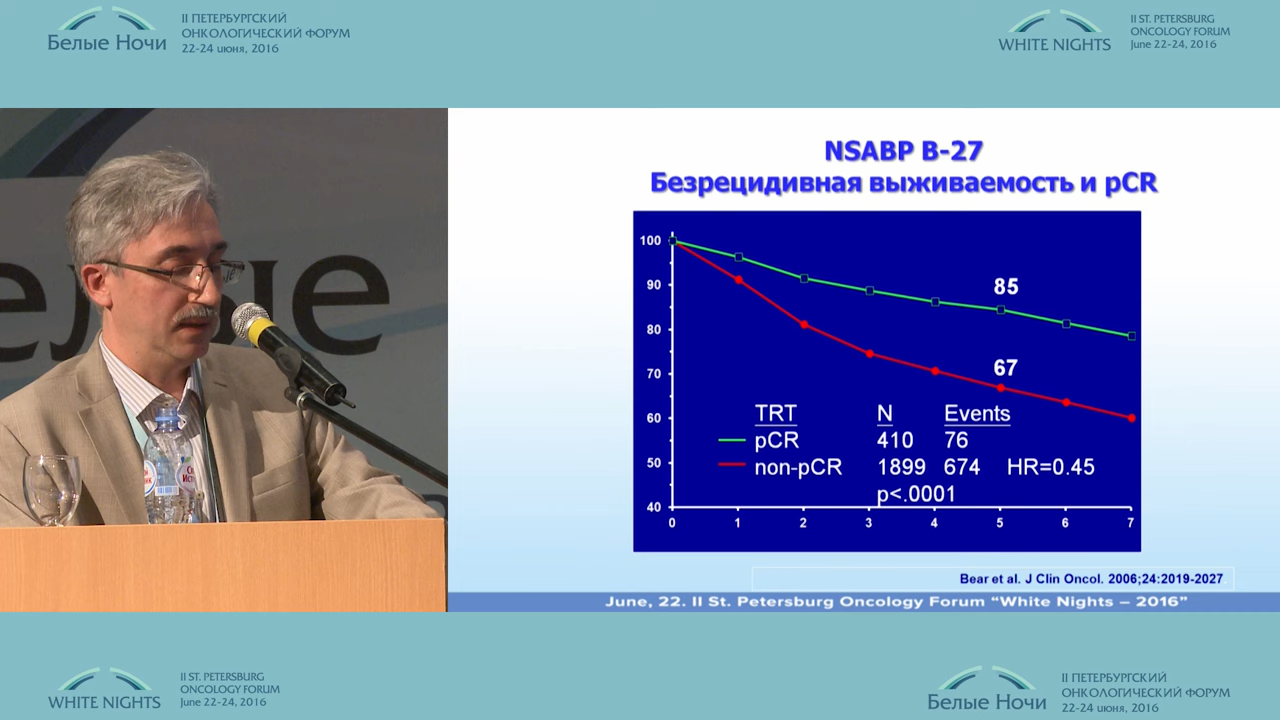 Белые Ночи
II ПЕТЕРБУРГСКИЙ
ОНКОЛОГИЧЕСКИЙ ФОРУМ
22-24 июня, 2016
WHITE NIGHTS
II ST. PETERSBURG
ONCOLOGY FORUM
June 22-24, 2016
елые
NSABP B-27
Безрецидивная выживаемость и pCR
100
90
80
70
60
50
40
0 1 2 3 4 5 6 7
85
67
TRT N Events
pCR 410 76
non-pCR 1899 674 HR=0.45
p<.0001
Bear et al. J Clin Oncol. 2006;24:2019-2027
June, 22. II St. Petersburg Oncology Forum “White Nights – 2016”
WHITE NIGHTS
II ST. PETERSBURG
ONCOLOGY FORUM
June 22-24, 2016
Белые Ночи
II ПЕТЕРБУРГСКИЙ
ОНКОЛОГИЧЕСКИЙ ФОРУМ
22-24 июня, 2016